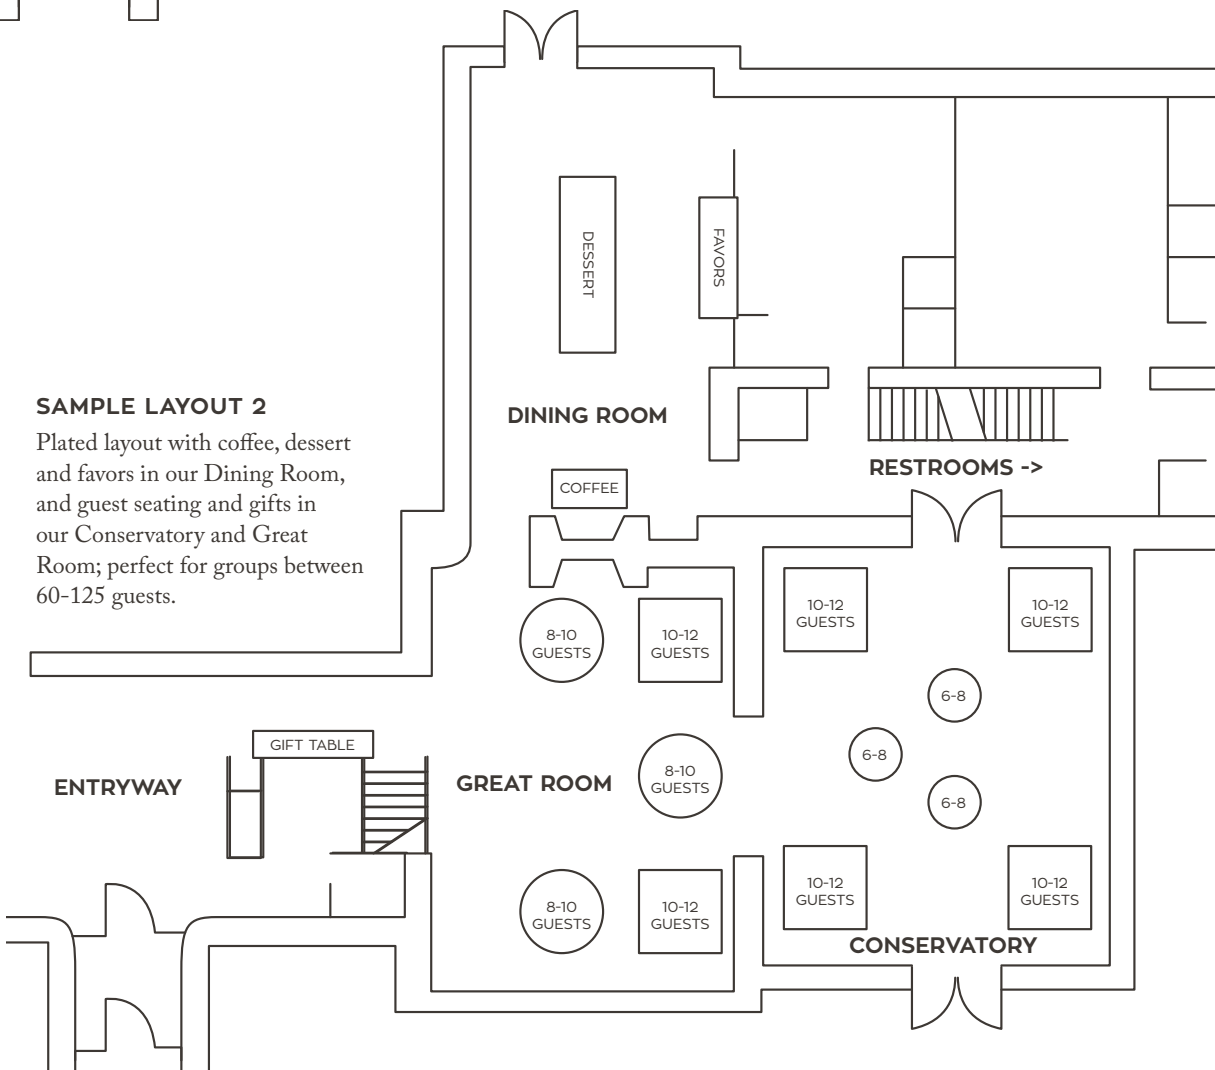 DESSERT
FAVORS
SAMPLE LAYOUT 2
Plated layout with coffee, dessert
and favors in our Dining Room,
and guest seating and gifts in
our Conservatory and Great
Room; perfect for groups between
60-125 guests.
DINING ROOM
RESTROOMS ->
COFFEE
8-10
GUESTS
10-12
GUESTS
10-12
GUESTS
10-12
GUESTS
6-8
6-8
6-8
GIFT TABLE
ENTRYWAY
GREAT ROOM
8-10
GUESTS
8-10
GUESTS
10-12
GUESTS
10-12
GUESTS
10-12
GUESTS
CONSERVATORY